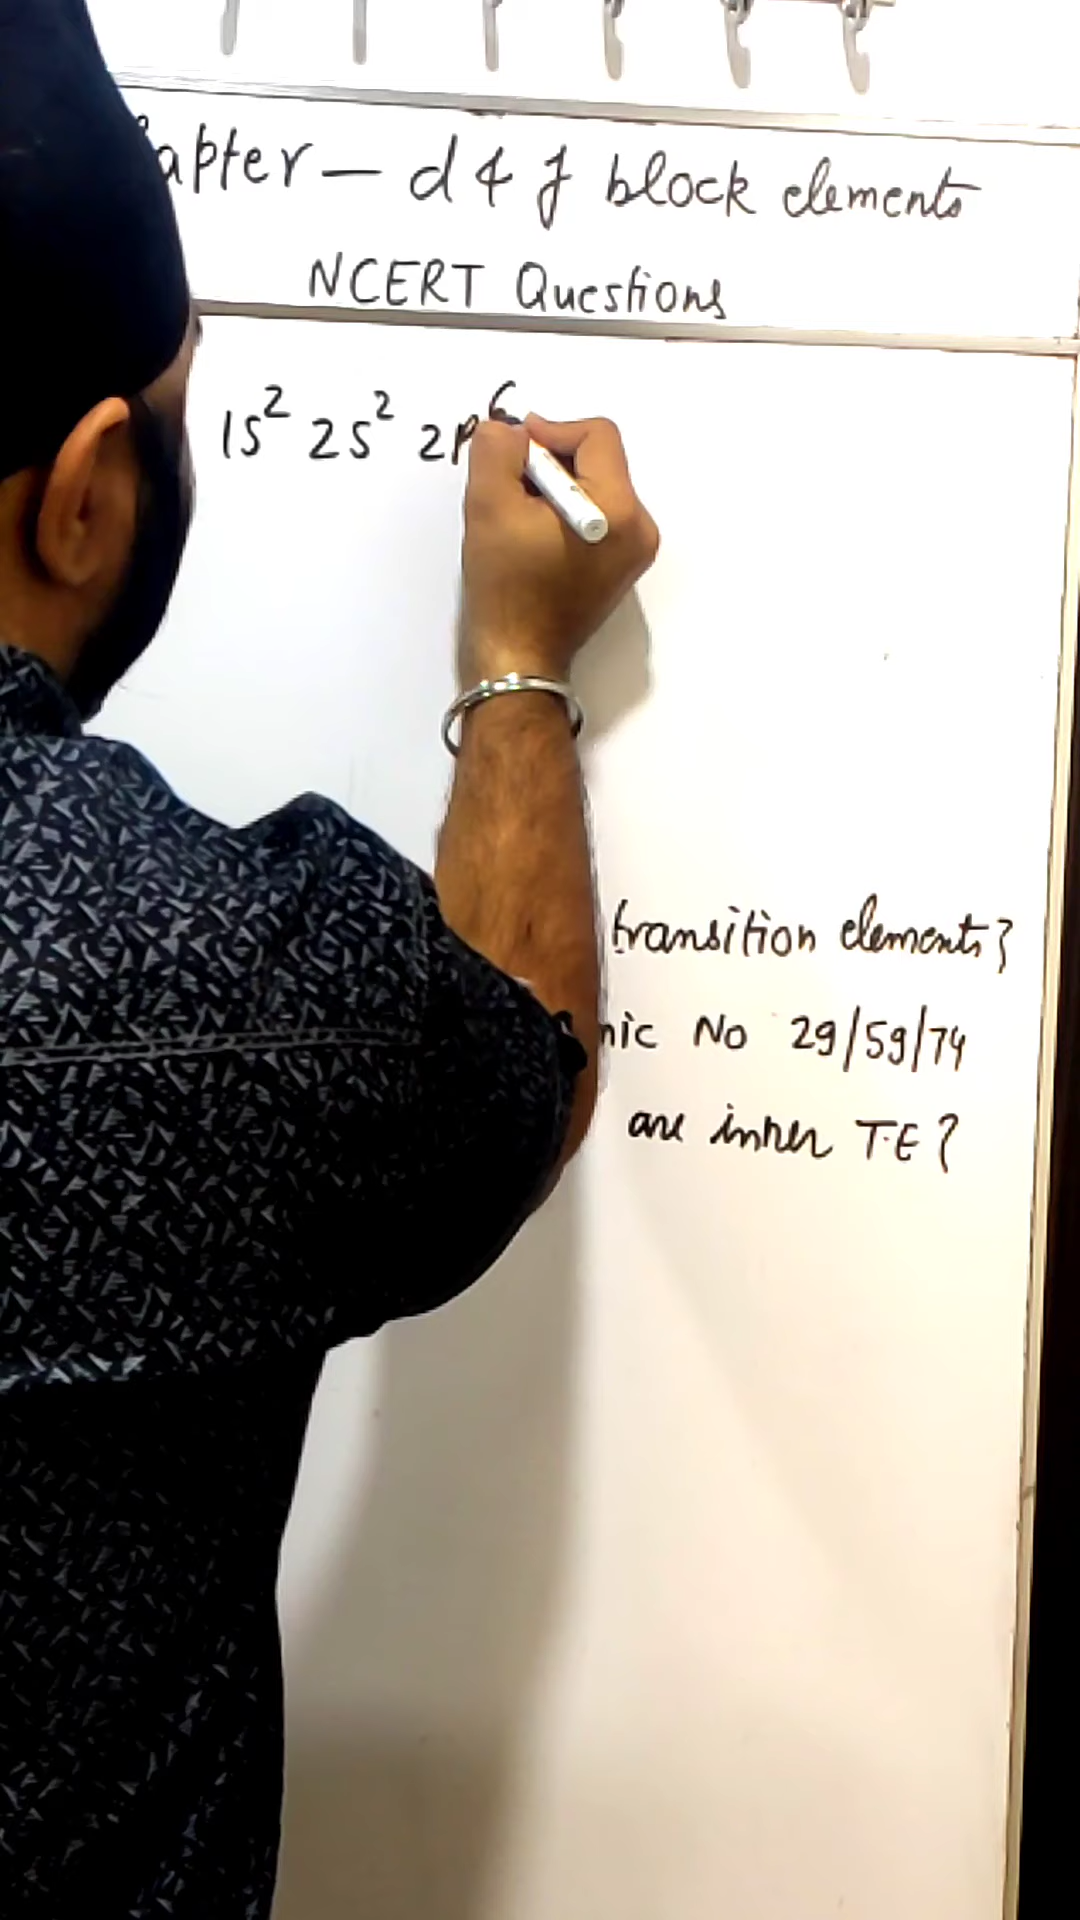 apter - d & f block elements
NCERT Questions
1s² 2s² 2p⁶
transition elements?
nic No 29/59/74
are inner T.E?